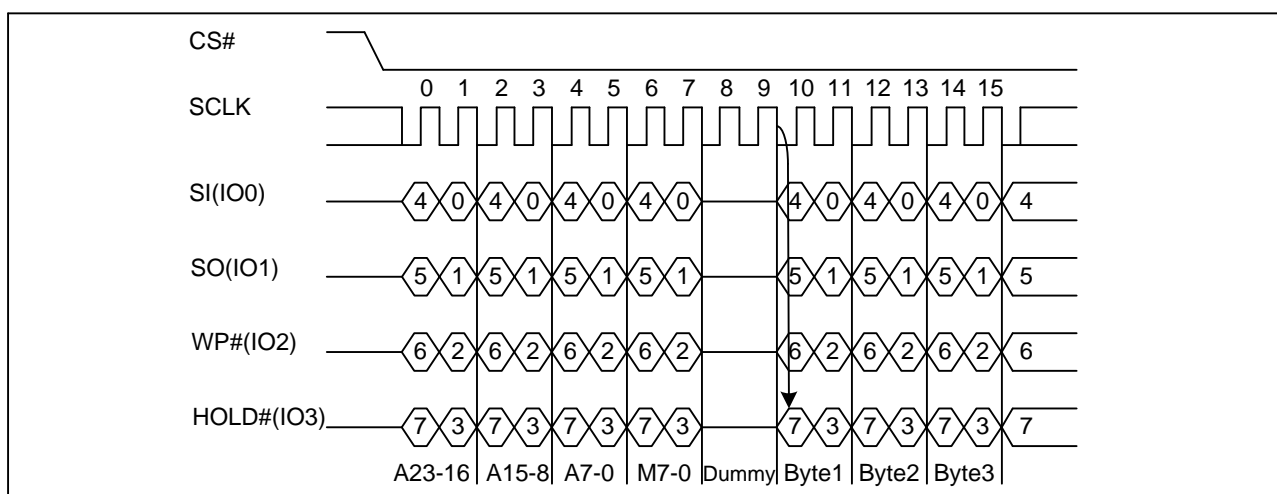 CS#
0 1 2 3 4 5 6 7 8 9 10 11 12 13 14 15
SCLK
SI(IO0) 4 0 4 0 4 0 4 0 4 0 4 0 4 0 4
SO(IO1) 5 1 5 1 5 1 5 1 5 1 5 1 5 1 5
WP#(IO2) 6 2 6 2 6 2 6 2 6 2 6 2 6 2 6
HOLD#(IO3) 7 3 7 3 7 3 7 3 7 3 7 3 7 3 7
A23-16 A15-8 A7-0 M7-0 Dummy Byte1 Byte2 Byte3